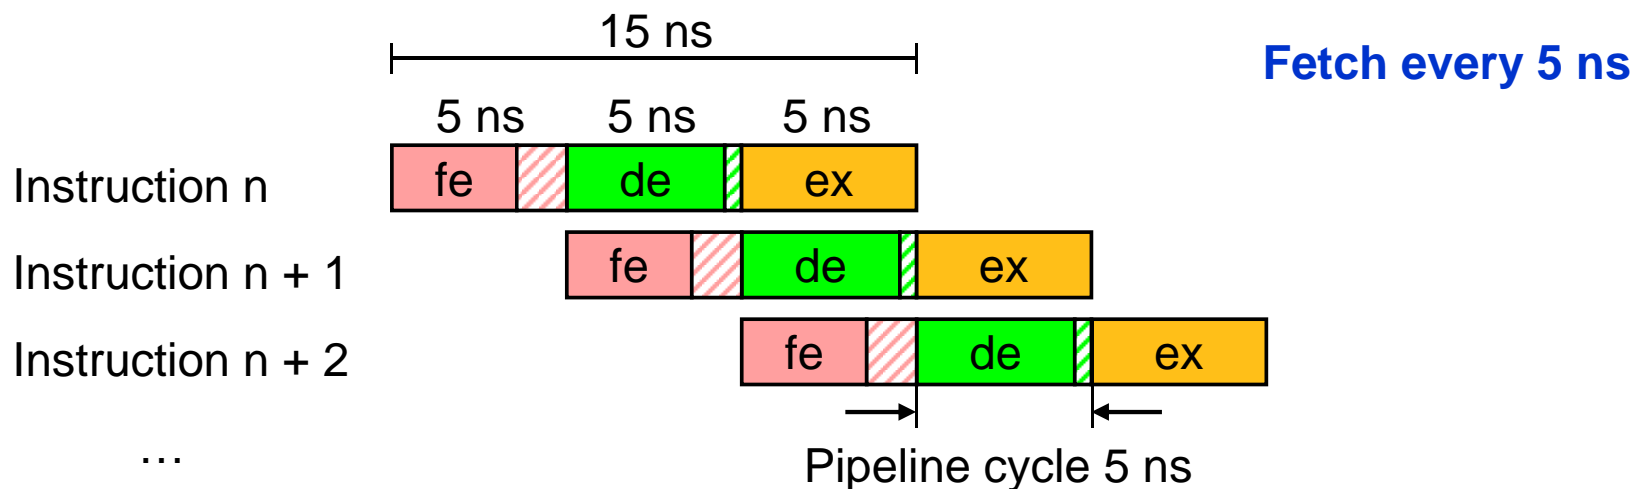 15 ns
Fetch every 5 ns
5 ns 5 ns 5 ns
Instruction n fe de ex
Instruction n + 1 fe de ex
Instruction n + 2 fe de ex
… Pipeline cycle 5 ns